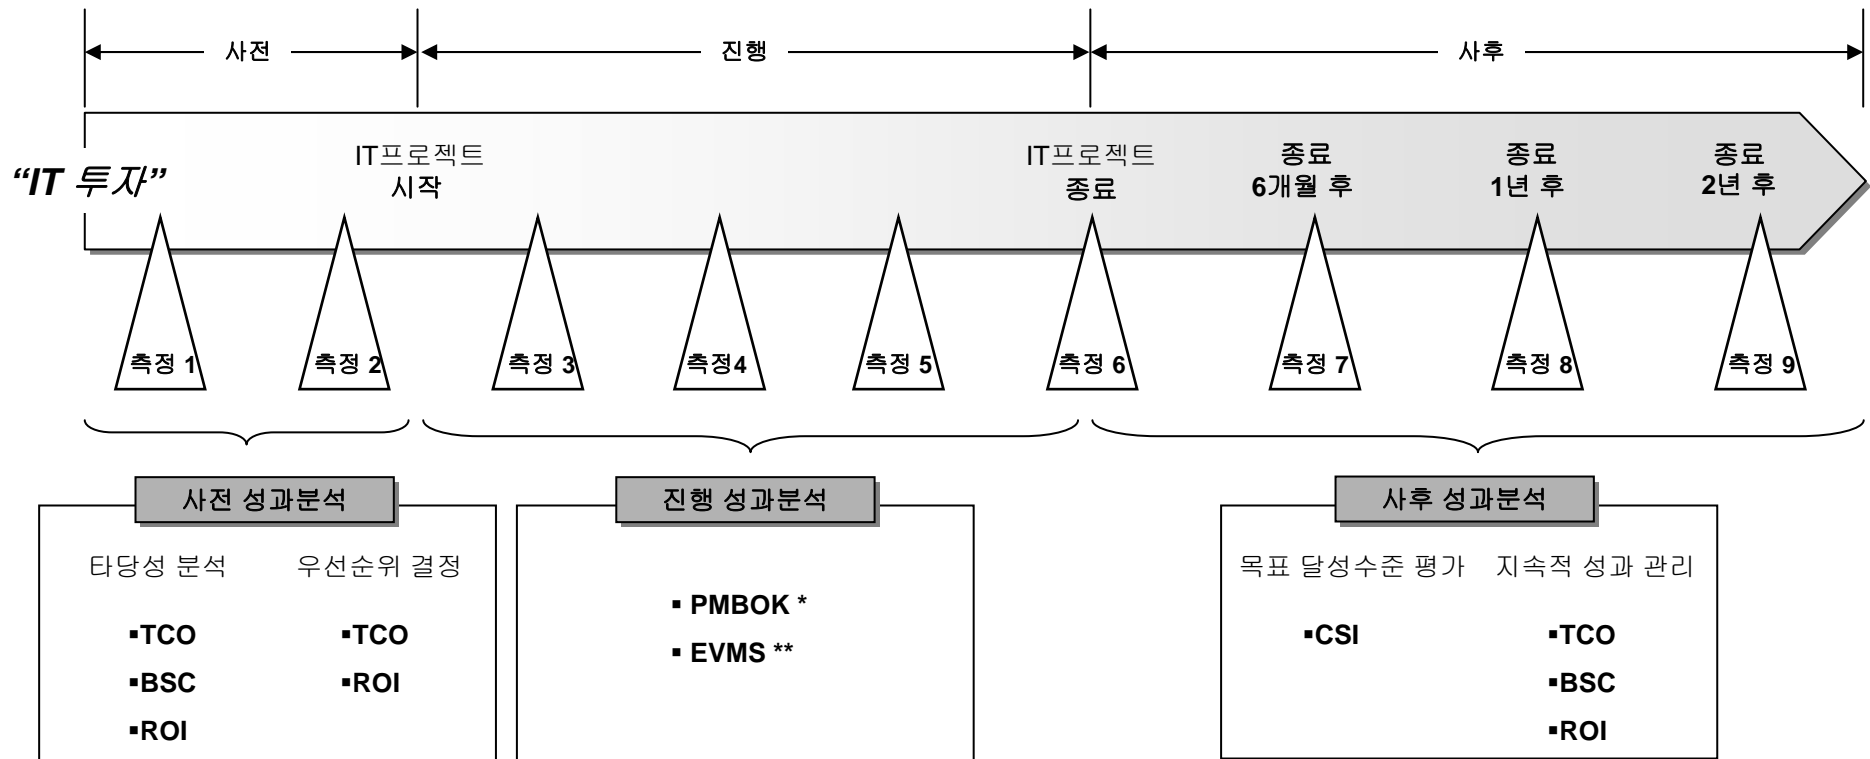 사전 진행 사후
“IT 투자”
IT프로젝트
시작
IT프로젝트
종료
종료
6개월 후
종료
1년 후
종료
2년 후
측정 1 측정 2 측정 3 측정4 측정 5 측정 6 측정 7 측정 8 측정 9
사전 성과분석
타당성 분석 우선순위 결정
▪TCO ▪TCO
▪BSC ▪ROI
▪ROI
진행 성과분석
▪ PMBOK *
▪ EVMS **
사후 성과분석
목표 달성수준 평가 지속적 성과 관리
▪CSI ▪TCO
▪BSC
▪ROI